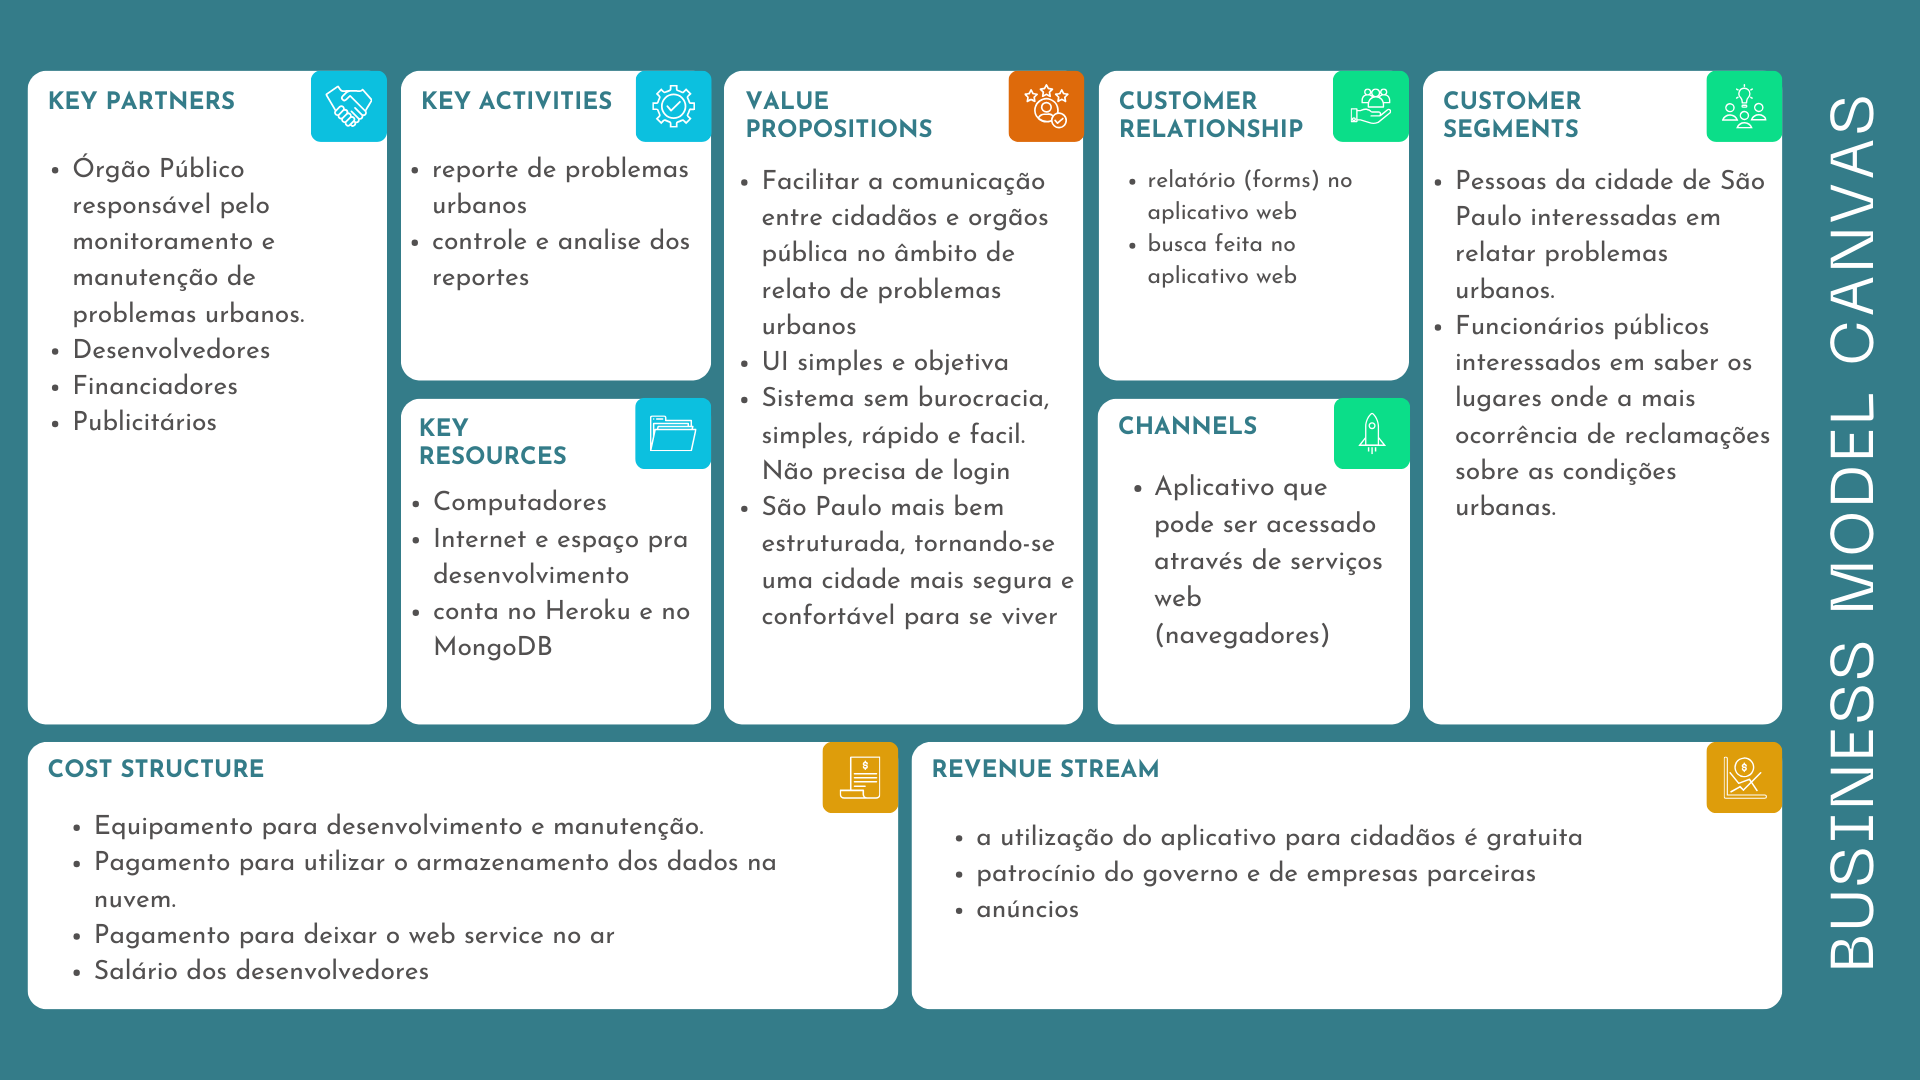 KEY PARTNERS
• Órgão Público
responsável pelo
monitoramento e
manutenção de
problemas urbanos.
• Desenvolvedores
• Financiadores
• Publicitários
KEY ACTIVITIES
• reporte de problemas
urbanos
• controle e analise dos
reportes
KEY
RESOURCES
• Computadores
• Internet e espaço pra
desenvolvimento
• conta no Heroku e no
MongoDB
VALUE
PROPOSITIONS
• Facilitar a comunicação
entre cidadãos e orgãos
pública no âmbito de
relato de problemas
urbanos
• UI simples e objetiva
• Sistema sem burocracia,
simples, rápido e facil.
Não precisa de login
• São Paulo mais bem
estruturada, tornando-se
uma cidade mais segura e
confortável para se viver
CUSTOMER
RELATIONSHIP
• relatório (forms) no
aplicativo web
• busca feita no
aplicativo web
CHANNELS
• Aplicativo que
pode ser acessado
através de serviços
web
(navegadores)
CUSTOMER
SEGMENTS
• Pessoas da cidade de São
Paulo interessadas em
relatar problemas
urbanos.
• Funcionários públicos
interessados em saber os
lugares onde a mais
ocorrência de reclamações
sobre as condições
urbanas.
COST STRUCTURE
• Equipamento para desenvolvimento e manutenção.
• Pagamento para utilizar o armazenamento dos dados na
nuvem.
• Pagamento para deixar o web service no ar
• Salário dos desenvolvedores
REVENUE STREAM
• a utilização do aplicativo para cidadãos é gratuita
• patrocínio do governo e de empresas parceiras
• anúncios
BUSINESS MODEL CANVAS